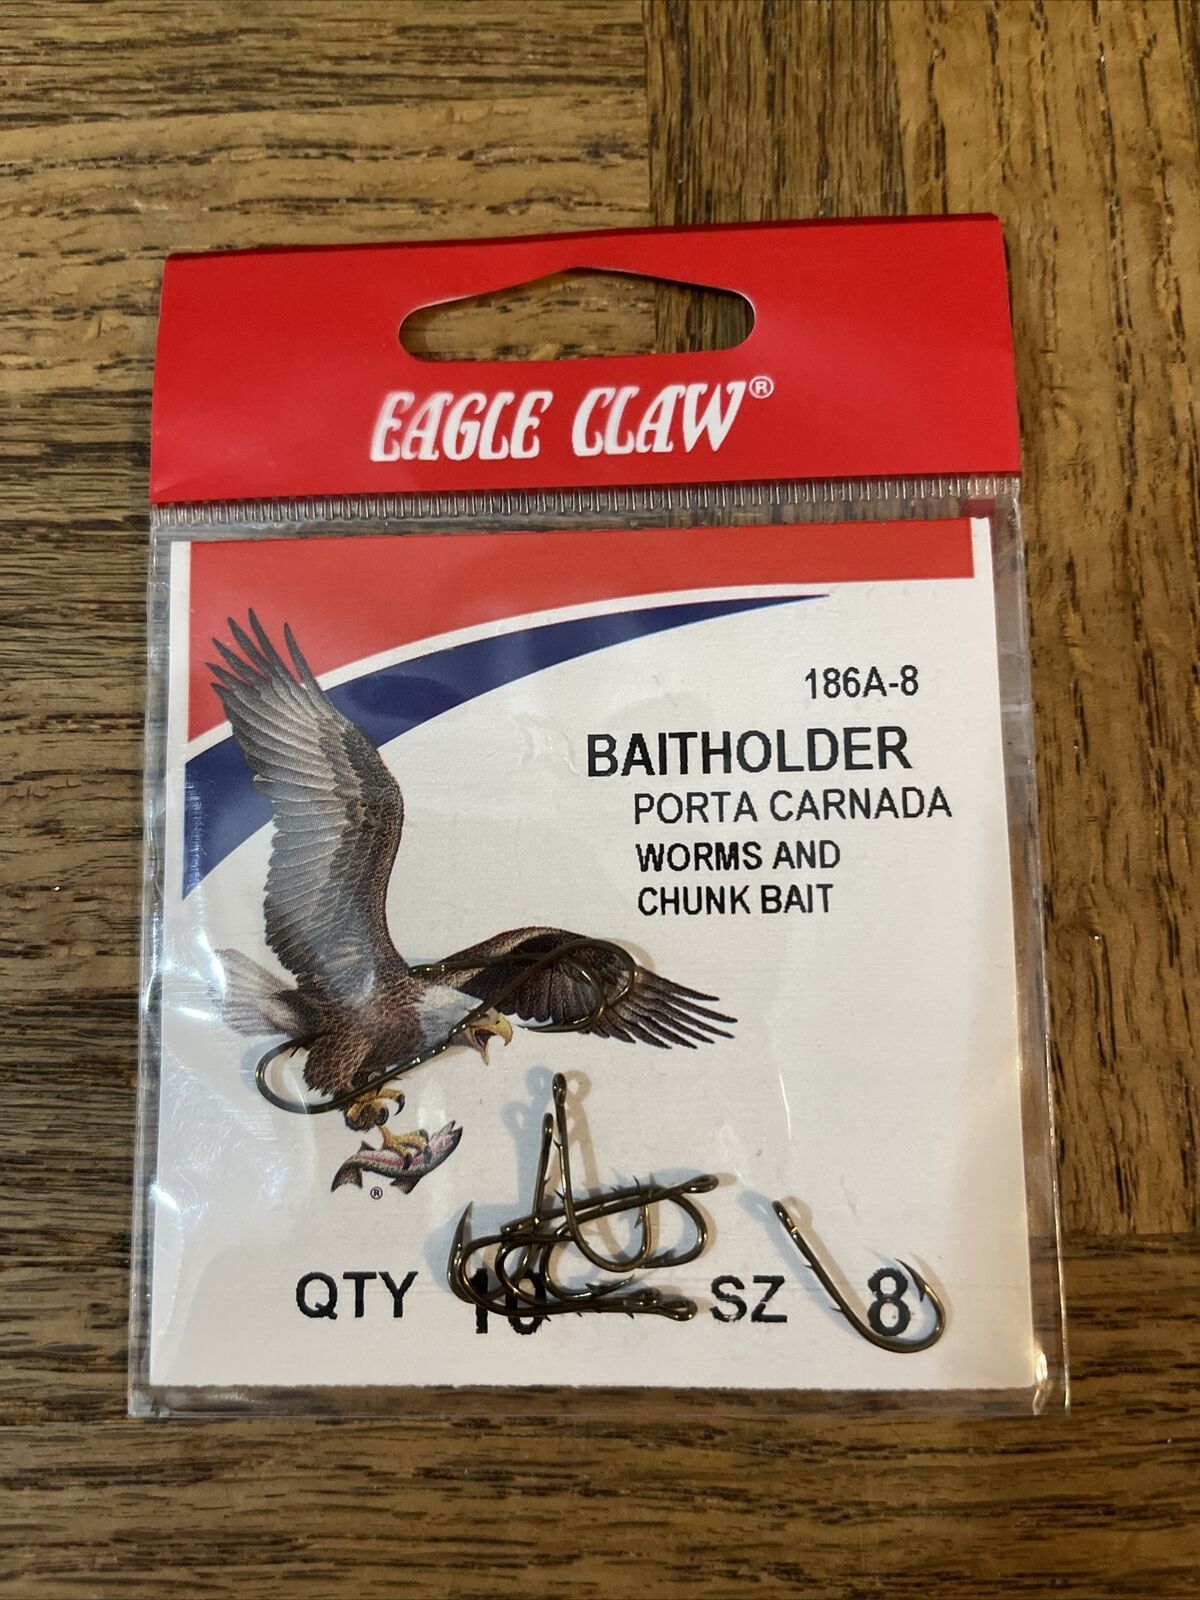 EAGLE CLAW®
186A-8
BAITHOLDER
PORTA CARNADA
WORMS AND
CHUNK BAIT
®
QTY 10 SZ 8